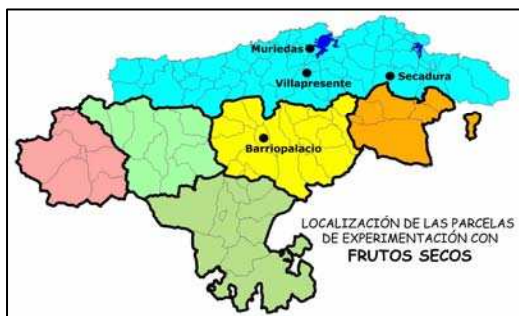 Muriedas
Villapresente
Secadura
Barriopalacio
LOCALIZACIÓN DE LAS PARCELAS
DE EXPERIMENTACIÓN CON
FRUTOS SECOS